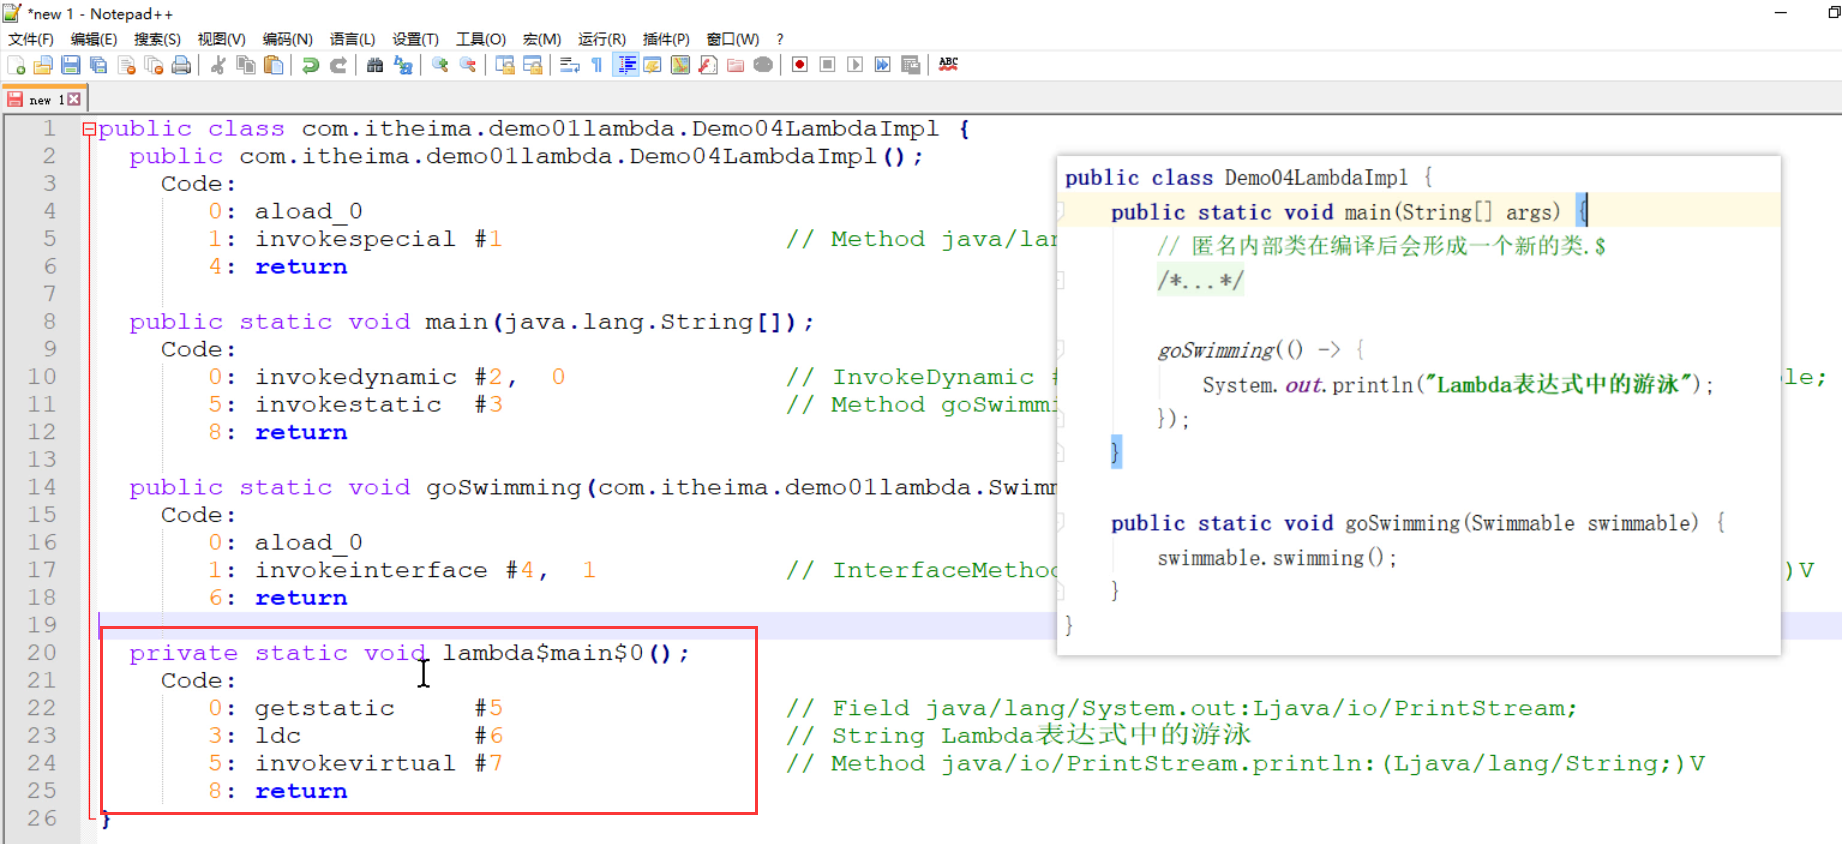 *new 1 - Notepad++
文件(F) 编辑(E) 搜索(S) 视图(V) 编码(N) 语言(L) 设置(T) 工具(O) 宏(M) 运行(R) 插件(P) 窗口(W) ?
ABC
new 1
1 public class com.itheima.demo01lambda.Demo04LambdaImpl {
2 public com.itheima.demo01lambda.Demo04LambdaImpl();
3 Code:
4 0: aload_0
5 1: invokespecial #1 // Method java/lan
6 4: return
7
8 public static void main(java.lang.String[]);
9 Code:
10 0: invokedynamic #2, 0 // InvokeDynamic # le;
11 5: invokestatic #3 // Method goSwimmi
12 8: return
13
14 public static void goSwimming(com.itheima.demo01lambda.Swimm
15 Code:
16 0: aload_0
17 1: invokeinterface #4, 1 // InterfaceMethod )V
18 6: return
19
20 private static void lambda$main$0();
21 Code:
22 0: getstatic #5 // Field java/lang/System.out:Ljava/io/PrintStream;
23 3: ldc #6 // String Lambda表达式中的游泳
24 5: invokevirtual #7 // Method java/io/PrintStream.println:(Ljava/lang/String;)V
25 8: return
26 }
public class Demo04LambdaImpl {
public static void main(String[] args) {
// 匿名内部类在编译后会形成一个新的类.$
/*...*/
goSwimming(() -> {
System.out.println("Lambda表达式中的游泳");
});
}
public static void goSwimming(Swimmable swimmable) {
swimmable.swimming();
}
}